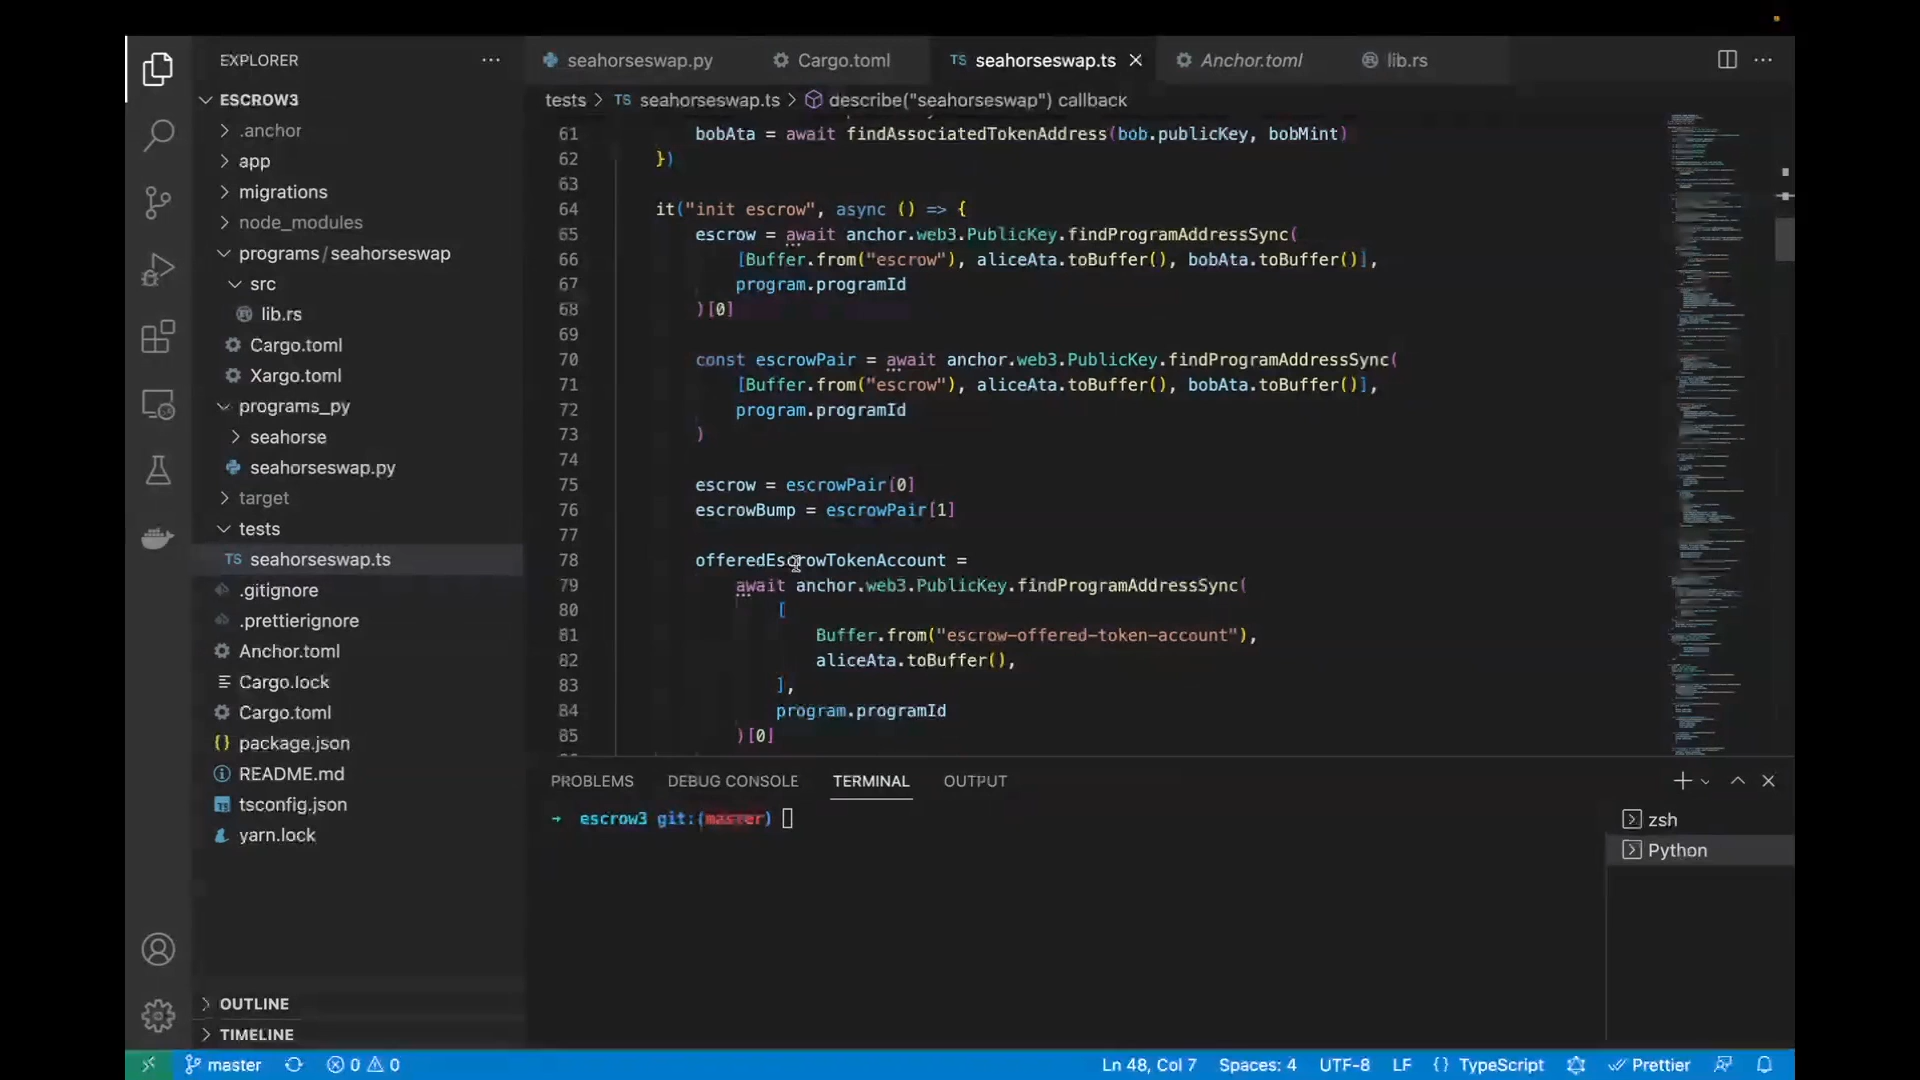 EXPLORER
ESCROW3
.anchor
app
migrations
node_modules
programs/seahorseswap
src
lib.rs
Cargo.toml
Xargo.toml
programs_py
seahorse
seahorseswap.py
target
tests
TS seahorseswap.ts
.gitignore
.prettierignore
Anchor.toml
Cargo.lock
Cargo.toml
package.json
README.md
tsconfig.json
yarn.lock
OUTLINE
TIMELINE
seahorseswap.py Cargo.toml TS seahorseswap.ts Anchor.toml lib.rs
tests > TS seahorseswap.ts > describe("seahorseswap") callback
61 bobAta = await findAssociatedTokenAddress(bob.publicKey, bobMint)
62 })
63
64 it("init escrow", async () => {
65 escrow = await anchor.web3.PublicKey.findProgramAddressSync(
66 [Buffer.from("escrow"), aliceAta.toBuffer(), bobAta.toBuffer()],
67 program.programId
68 )[0]
69
70 const escrowPair = await anchor.web3.PublicKey.findProgramAddressSync(
71 [Buffer.from("escrow"), aliceAta.toBuffer(), bobAta.toBuffer()],
72 program.programId
73 )
74
75 escrow = escrowPair[0]
76 escrowBump = escrowPair[1]
77
78 offeredEscrowTokenAccount =
79 await anchor.web3.PublicKey.findProgramAddressSync(
80 [
81 Buffer.from("escrow-offered-token-account"),
82 aliceAta.toBuffer(),
83 ],
84 program.programId
85 )[0]
PROBLEMS DEBUG CONSOLE TERMINAL OUTPUT
→ escrow3 git:(master)
zsh
Python
master 0 0 Ln 48, Col 7 Spaces: 4 UTF-8 LF {} TypeScript Prettier